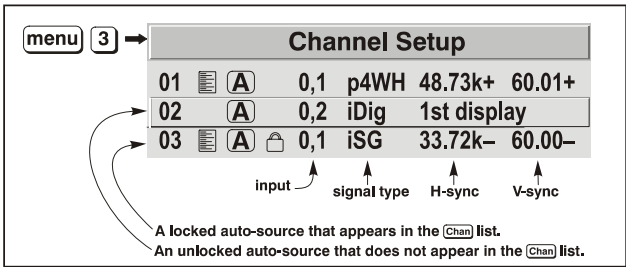 menu 3 Channel Setup
01 A 0,1 p4WH 48.73k+ 60.01+
02 A 0,2 iDig 1st display
03 A 0,1 iSG 33.72k– 60.00–
input signal type H-sync V-sync
A locked auto-source that appears in the Chan list.
An unlocked auto-source that does not appear in the Chan list.